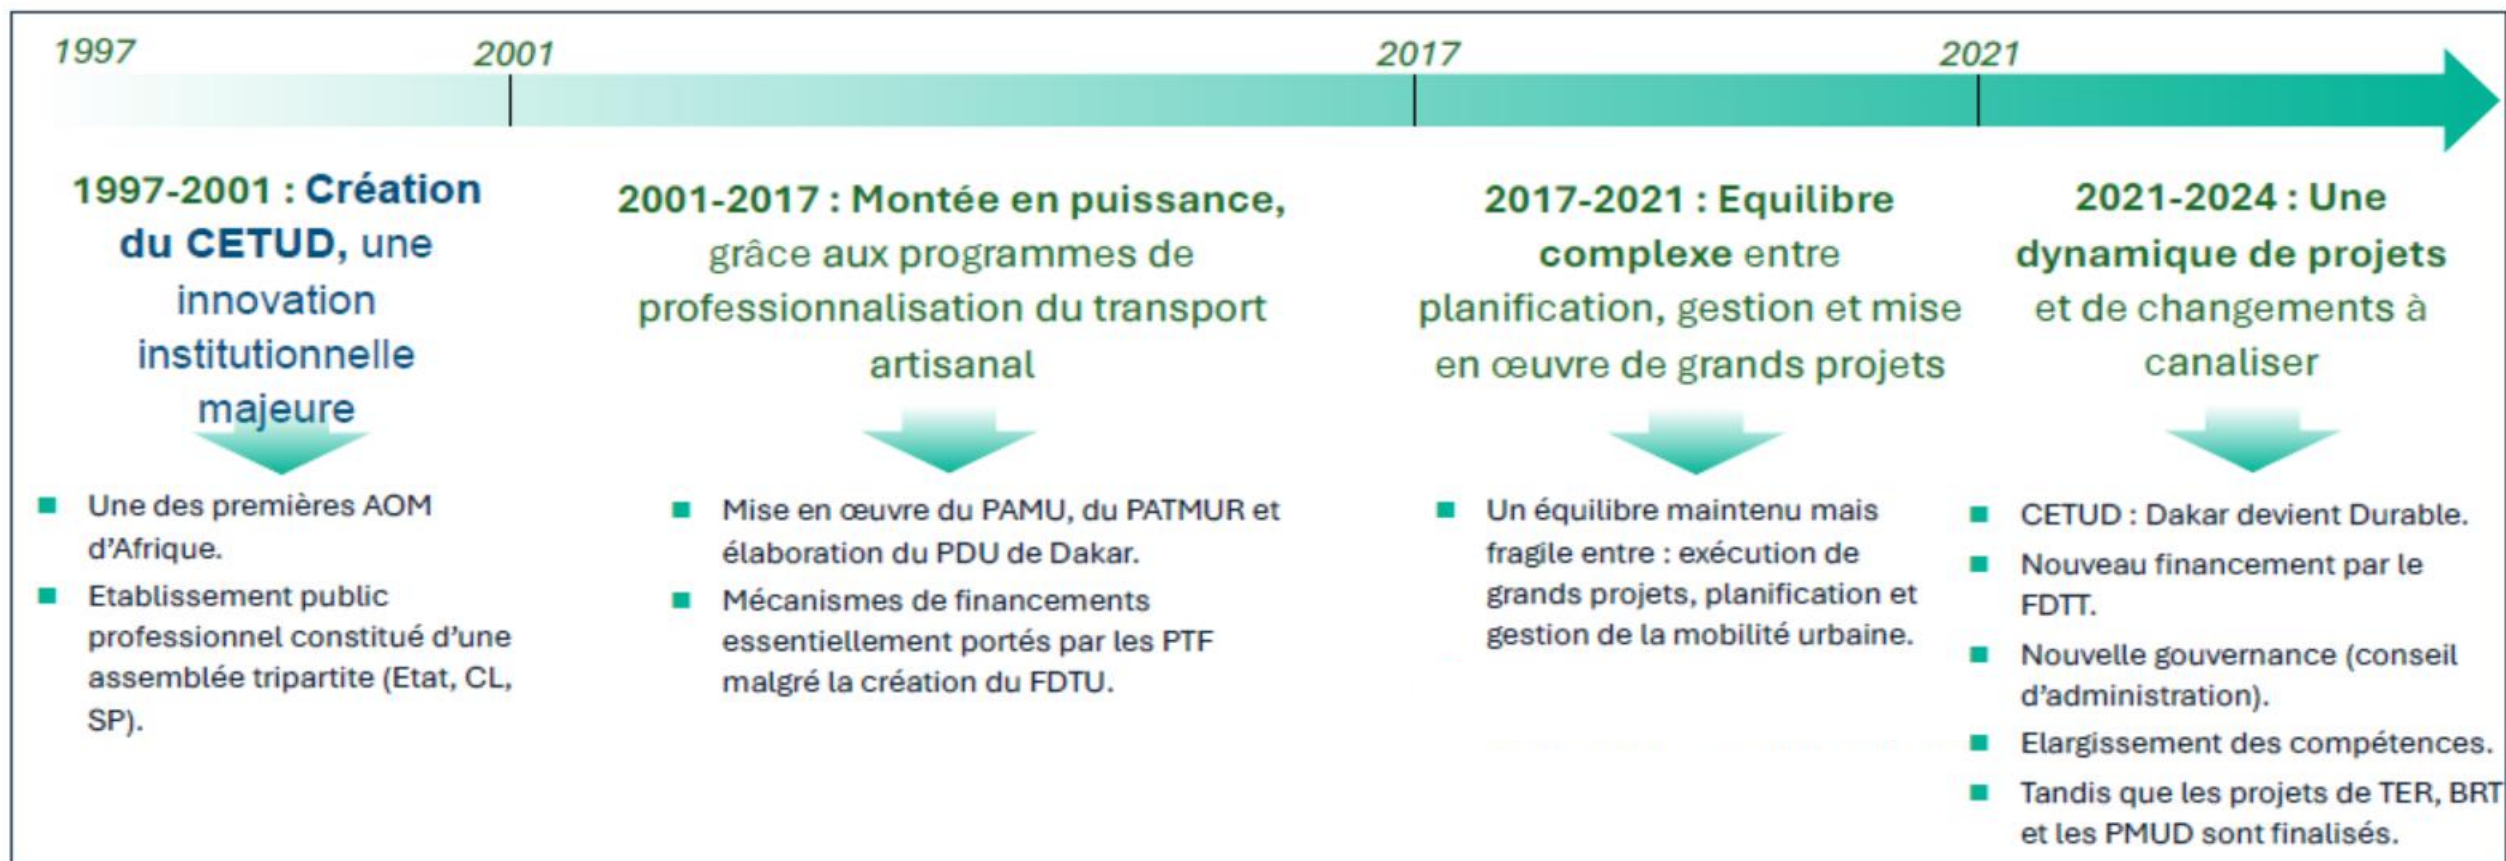 1997
2001
2017
2021
1997-2001 : Création
du CETUD, une
innovation
institutionnelle
majeure
Une des premières AOM
d’Afrique.
Etablissement public
professionnel constitué d’une
assemblée tripartite (Etat, CL,
SP).
2001-2017 : Montée en puissance,
grâce aux programmes de
professionnalisation du transport
artisanal
Mise en œuvre du PAMU, du PATMUR et
élaboration du PDU de Dakar.
Mécanismes de financements
essentiellement portés par les PTF
malgré la création du FDTU.
2017-2021 : Equilibre
complexe entre
planification, gestion et mise
en œuvre de grands projets
Un équilibre maintenu mais
fragile entre : exécution de
grands projets, planification et
gestion de la mobilité urbaine.
2021-2024 : Une
dynamique de projets
et de changements à
canaliser
CETUD : Dakar devient Durable.
Nouveau financement par le
FDTT.
Nouvelle gouvernance (conseil
d’administration).
Elargissement des compétences.
Tandis que les projets de TER, BRT
et les PMUD sont finalisés.